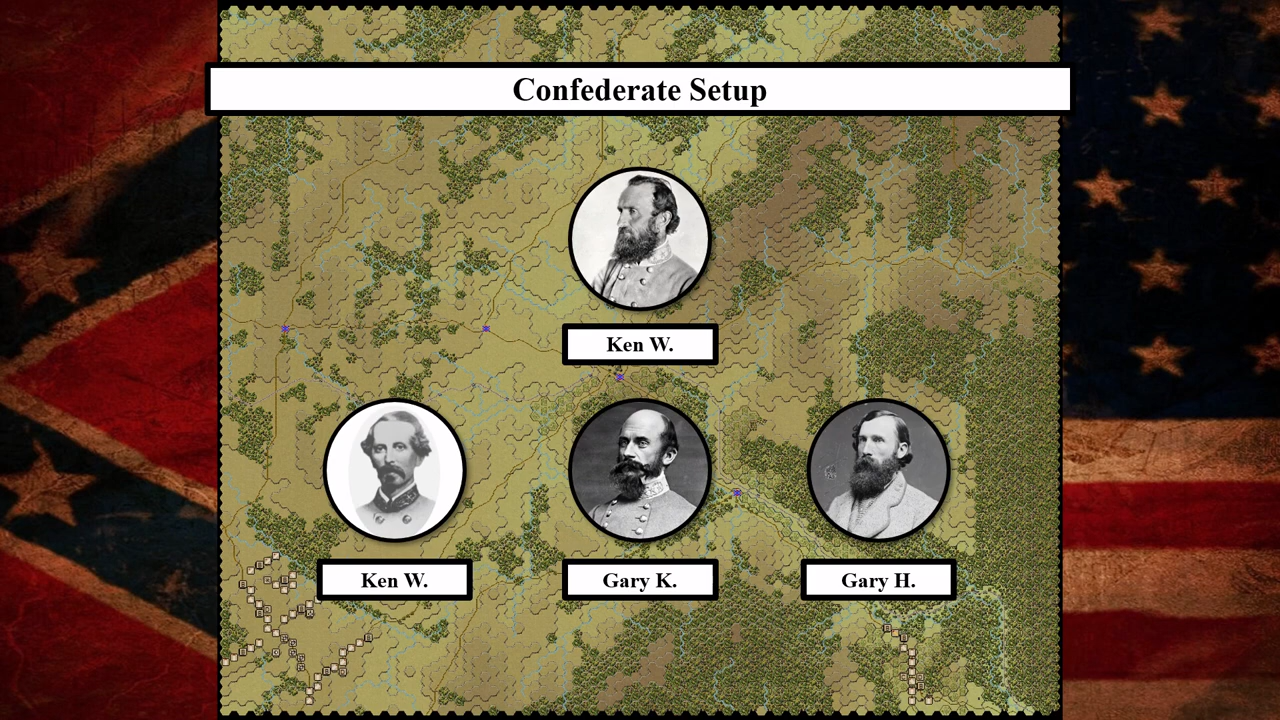 Confederate Setup
Ken W.
Ken W.
Gary K.
Gary H.